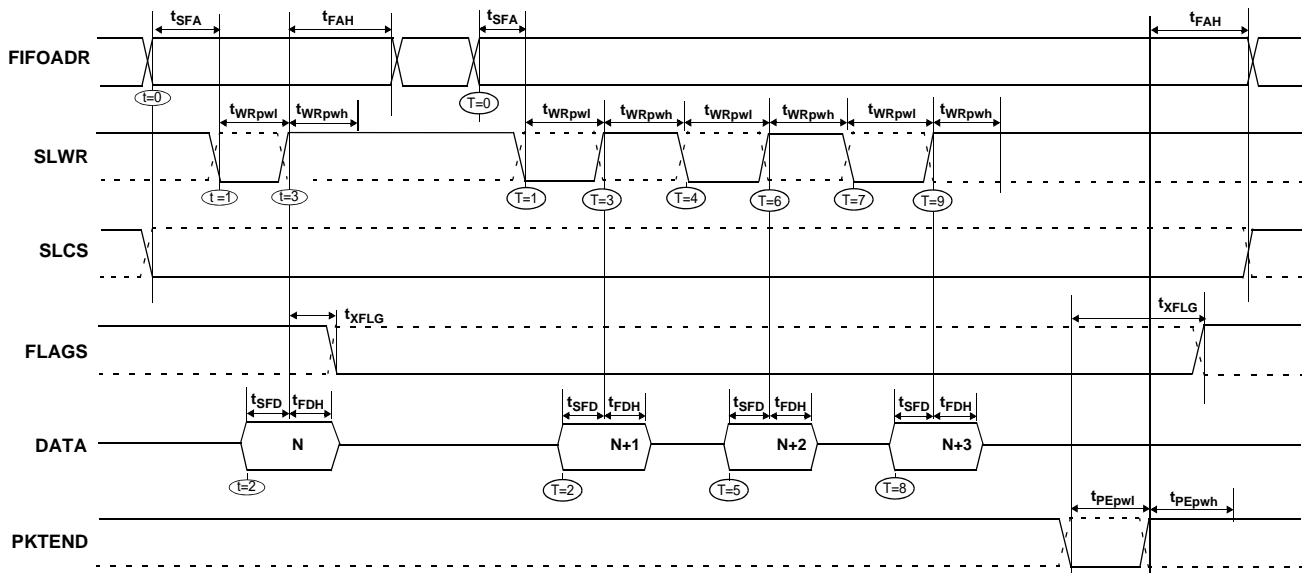 tSFA tFAH tSFA tFAH
FIFOADR
t=0 T=0
tWRpwl tWRpwh tWRpwl tWRpwh tWRpwl tWRpwh tWRpwl tWRpwh
SLWR
t =1 t=3 T=1 T=3 T=4 T=6 T=7 T=9
SLCS
tXFLG tXFLG
FLAGS
tSFD tFDH tSFD tFDH tSFD tFDH tSFD tFDH
DATA N N+1 N+2 N+3
t=2 T=2 T=5 T=8
tPEpwl tPEpwh
PKTEND